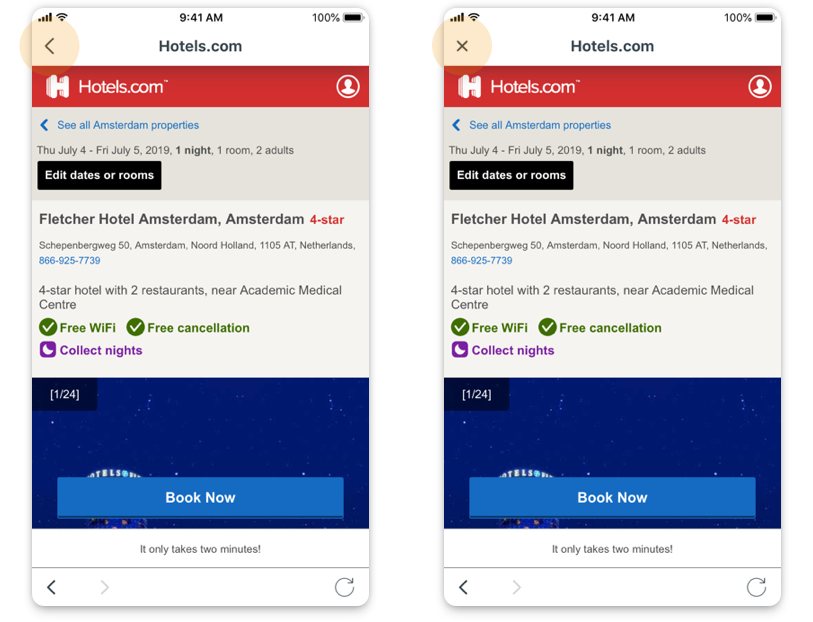 9:41 AM 100%
Hotels.com
Hotels.com™
See all Amsterdam properties
Thu July 4 - Fri July 5, 2019, 1 night, 1 room, 2 adults
Edit dates or rooms
Fletcher Hotel Amsterdam, Amsterdam 4-star
Schepenbergweg 50, Amsterdam, Noord Holland, 1105 AT, Netherlands,
866-925-7739
4-star hotel with 2 restaurants, near Academic Medical
Centre
Free WiFi Free cancellation
Collect nights
[1/24]
Book Now
It only takes two minutes!
9:41 AM 100%
Hotels.com
Hotels.com™
See all Amsterdam properties
Thu July 4 - Fri July 5, 2019, 1 night, 1 room, 2 adults
Edit dates or rooms
Fletcher Hotel Amsterdam, Amsterdam 4-star
Schepenbergweg 50, Amsterdam, Noord Holland, 1105 AT, Netherlands,
866-925-7739
4-star hotel with 2 restaurants, near Academic Medical
Centre
Free WiFi Free cancellation
Collect nights
[1/24]
Book Now
It only takes two minutes!